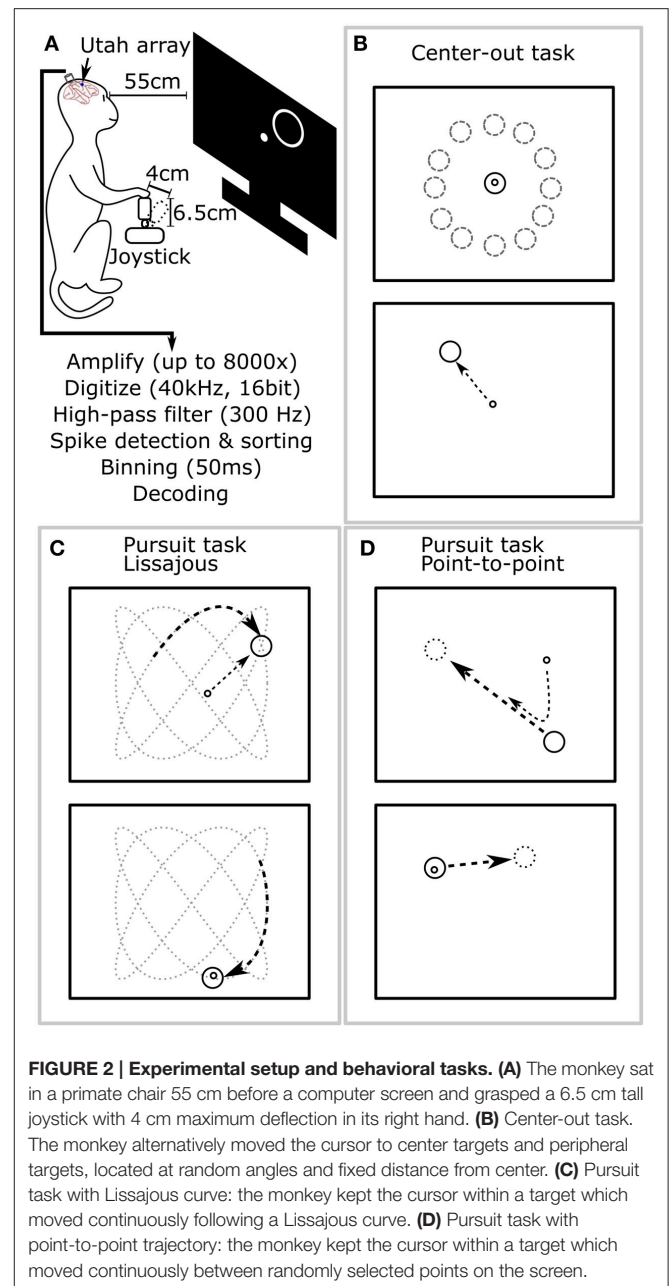 A
Utah array
55cm
4cm
6.5cm
Joystick
Amplify (up to 8000x)
Digitize (40kHz, 16bit)
High-pass filter (300 Hz)
Spike detection & sorting
Binning (50ms)
Decoding
B
Center-out task
C
Pursuit task
Lissajous
D
Pursuit task
Point-to-point
FIGURE 2 | Experimental setup and behavioral tasks. (A) The monkey sat
in a primate chair 55 cm before a computer screen and grasped a 6.5 cm tall
joystick with 4 cm maximum deflection in its right hand. (B) Center-out task.
The monkey alternatively moved the cursor to center targets and peripheral
targets, located at random angles and fixed distance from center. (C) Pursuit
task with Lissajous curve: the monkey kept the cursor within a target which
moved continuously following a Lissajous curve. (D) Pursuit task with
point-to-point trajectory: the monkey kept the cursor within a target which
moved continuously between randomly selected points on the screen.